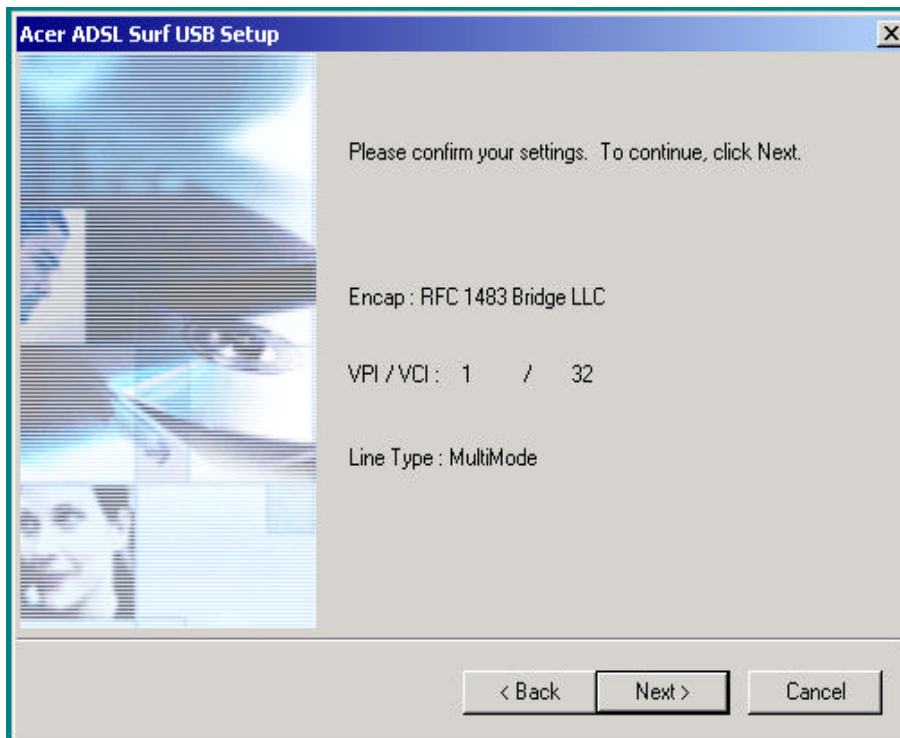 Acer ADSL Surf USB Setup
Please confirm your settings. To continue, click Next.
Encap : RFC 1483 Bridge LLC
VPI / VCI : 1 / 32
Line Type : MultiMode
< Back Next > Cancel